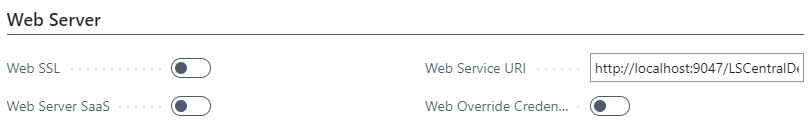 Web Server
Web SSL
Web Service URI
http://localhost:9047/LSCentralDe
Web Server SaaS
Web Override Creden...